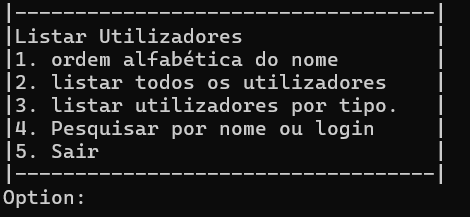 |-----------------------------------|
|Listar Utilizadores                |
|1. ordem alfabética do nome        |
|2. listar todos os utilizadores    |
|3. listar utilizadores por tipo.   |
|4. Pesquisar por nome ou login     |
|5. Sair                            |
|-----------------------------------|
Option: